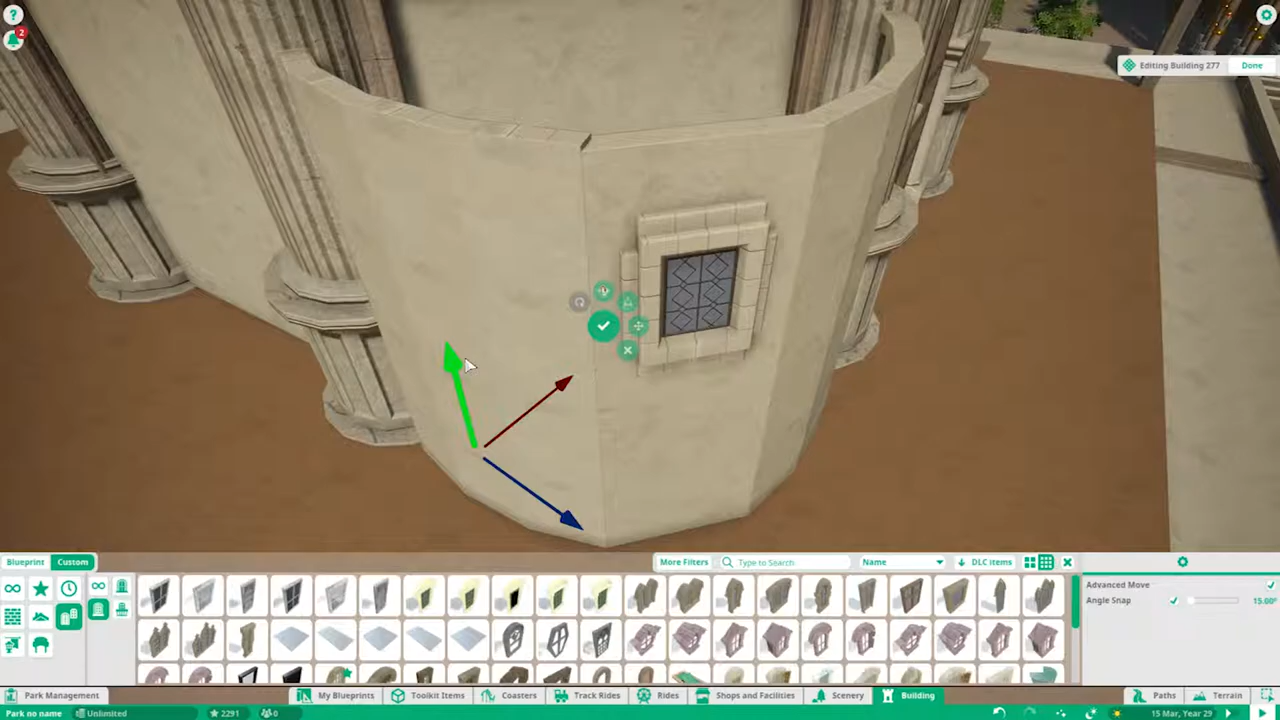 ?
2
Editing Building 277 Done
Blueprint Custom
More Filters Type to Search Name DLC items
Advanced Move
Angle Snap 15.00°
Park Management My Blueprints Toolkit Items Coasters Track Rides Rides Shops and Facilities Scenery Building Paths Terrain
Park no name Unlimited 2291 0 15 Mar, Year 29